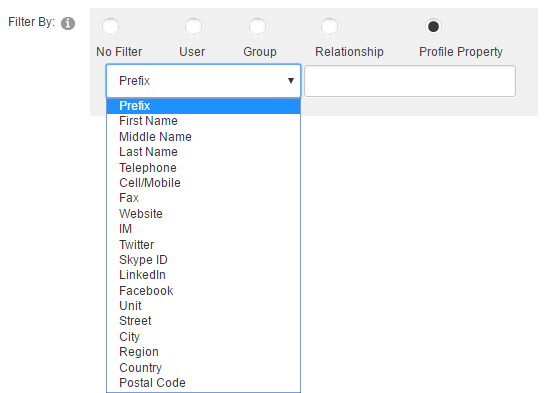 Filter By:
No Filter User Group Relationship Profile Property
Prefix
Prefix
First Name
Middle Name
Last Name
Telephone
Cell/Mobile
Fax
Website
IM
Twitter
Skype ID
LinkedIn
Facebook
Unit
Street
City
Region
Country
Postal Code